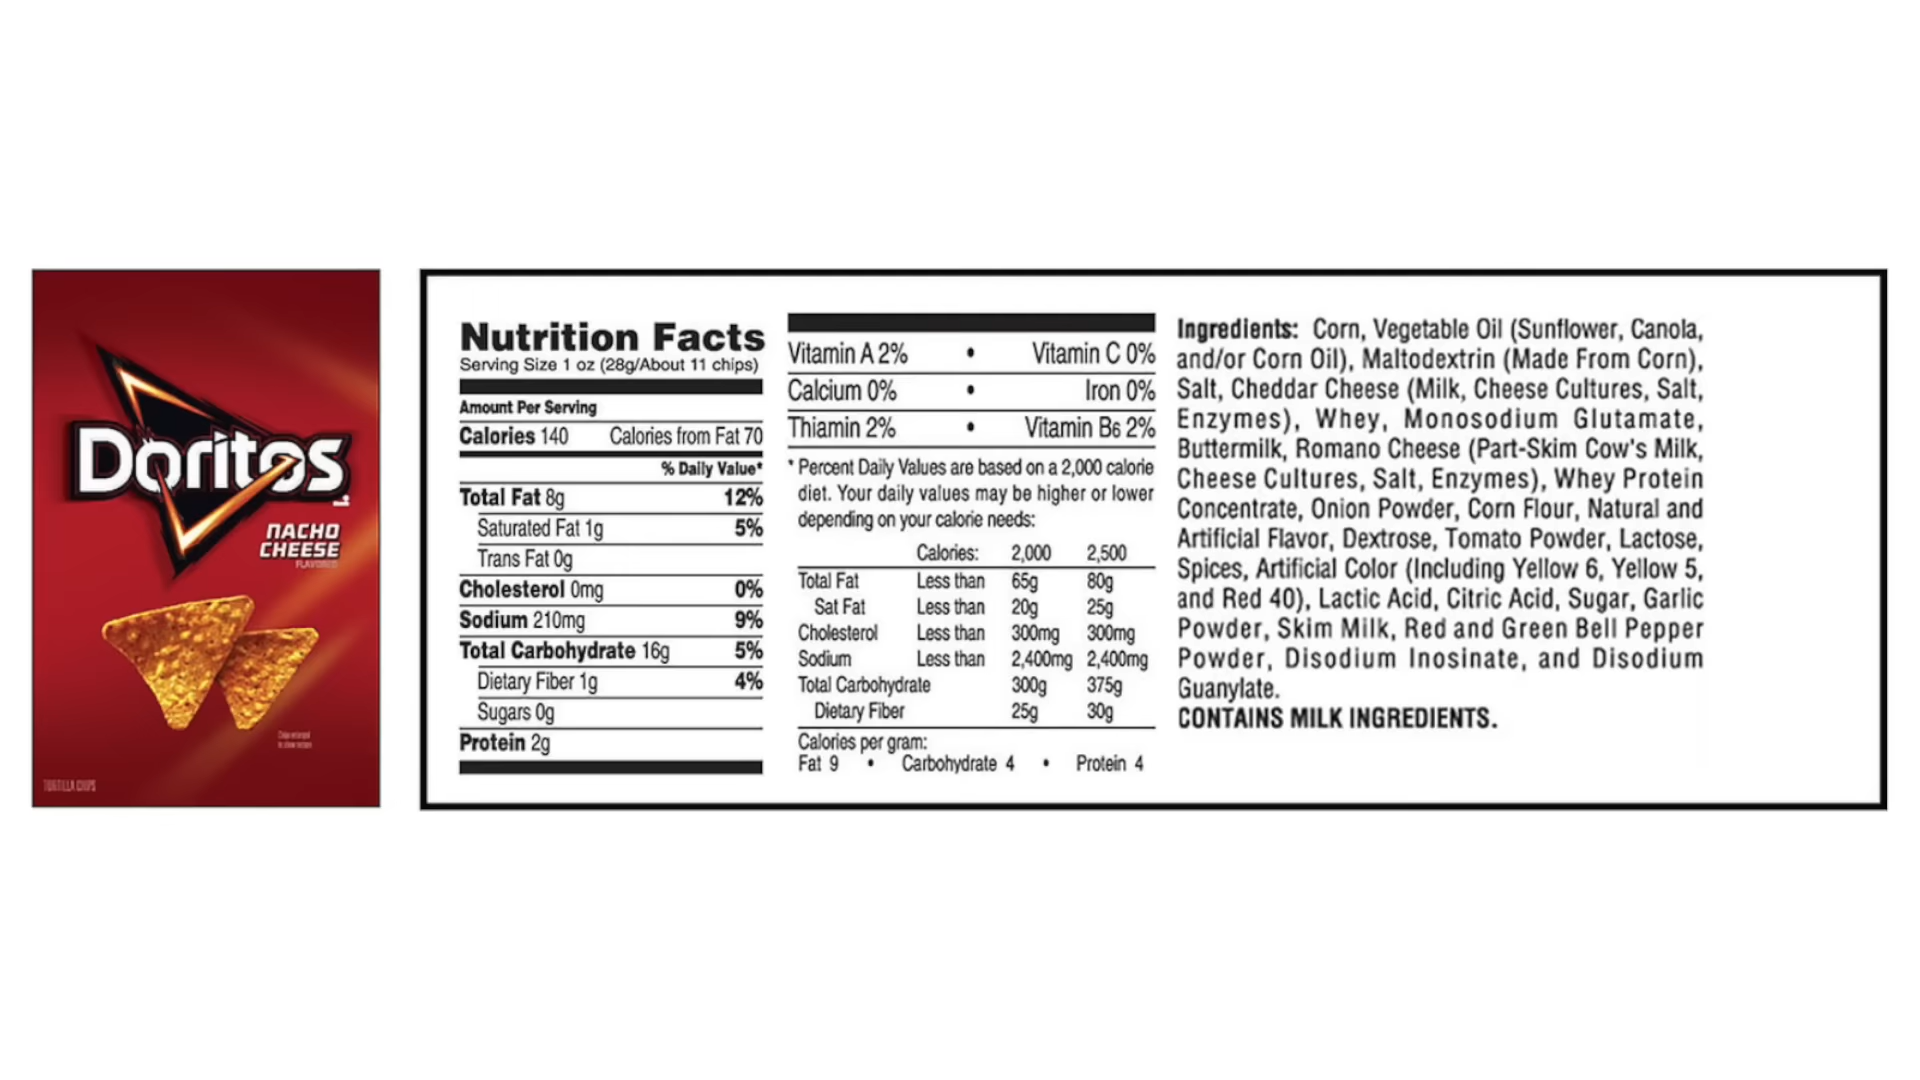 Doritos
NACHO
CHEESE
FLAVORED
TORTILLA CHIPS
Nutrition Facts
Serving Size 1 oz (28g/About 11 chips)
Amount Per Serving
Calories 140 Calories from Fat 70
% Daily Value*
Total Fat 8g 12%
Saturated Fat 1g 5%
Trans Fat 0g
Cholesterol 0mg 0%
Sodium 210mg 9%
Total Carbohydrate 16g 5%
Dietary Fiber 1g 4%
Sugars 0g
Protein 2g
Vitamin A 2% • Vitamin C 0%
Calcium 0% • Iron 0%
Thiamin 2% • Vitamin B6 2%
* Percent Daily Values are based on a 2,000 calorie
diet. Your daily values may be higher or lower
depending on your calorie needs:
Calories: 2,000 2,500
Total Fat Less than 65g 80g
Sat Fat Less than 20g 25g
Cholesterol Less than 300mg 300mg
Sodium Less than 2,400mg 2,400mg
Total Carbohydrate 300g 375g
Dietary Fiber 25g 30g
Calories per gram:
Fat 9 • Carbohydrate 4 • Protein 4
Ingredients: Corn, Vegetable Oil (Sunflower, Canola,
and/or Corn Oil), Maltodextrin (Made From Corn),
Salt, Cheddar Cheese (Milk, Cheese Cultures, Salt,
Enzymes), Whey, Monosodium Glutamate,
Buttermilk, Romano Cheese (Part-Skim Cow's Milk,
Cheese Cultures, Salt, Enzymes), Whey Protein
Concentrate, Onion Powder, Corn Flour, Natural and
Artificial Flavor, Dextrose, Tomato Powder, Lactose,
Spices, Artificial Color (Including Yellow 6, Yellow 5,
and Red 40), Lactic Acid, Citric Acid, Sugar, Garlic
Powder, Skim Milk, Red and Green Bell Pepper
Powder, Disodium Inosinate, and Disodium
Guanylate.
CONTAINS MILK INGREDIENTS.